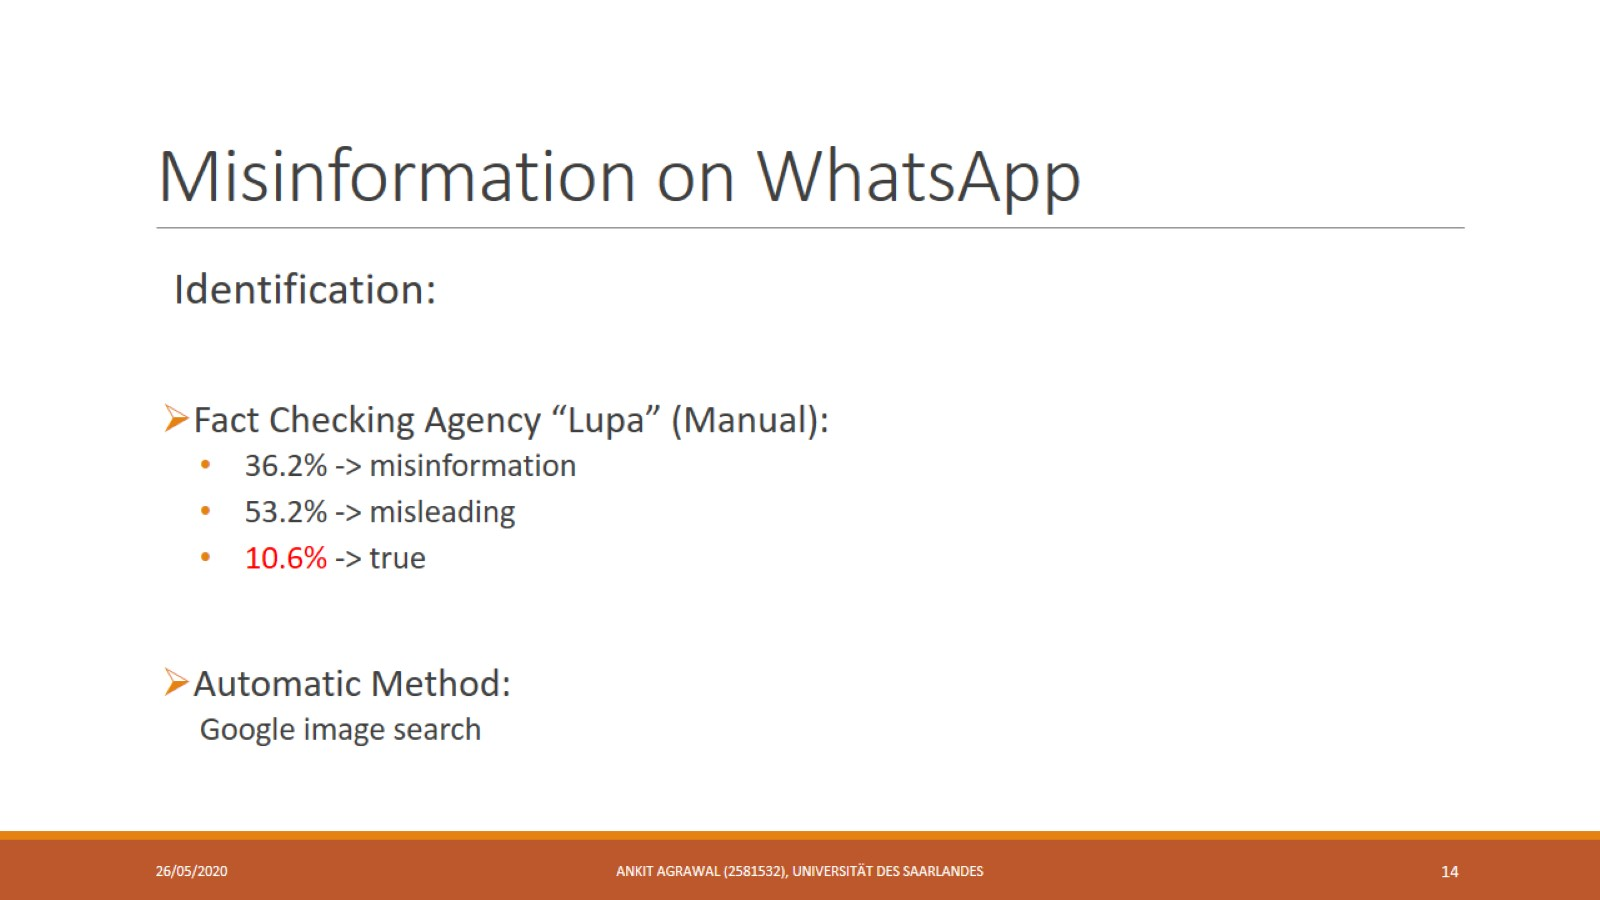 Misinformation on WhatsApp
Identification:
Fact Checking Agency “Lupa” (Manual):
• 36.2% -> misinformation
• 53.2% -> misleading
• 10.6% -> true
Automatic Method:
Google image search
26/05/2020
ANKIT AGRAWAL (2581532), UNIVERSITÄT DES SAARLANDES
14